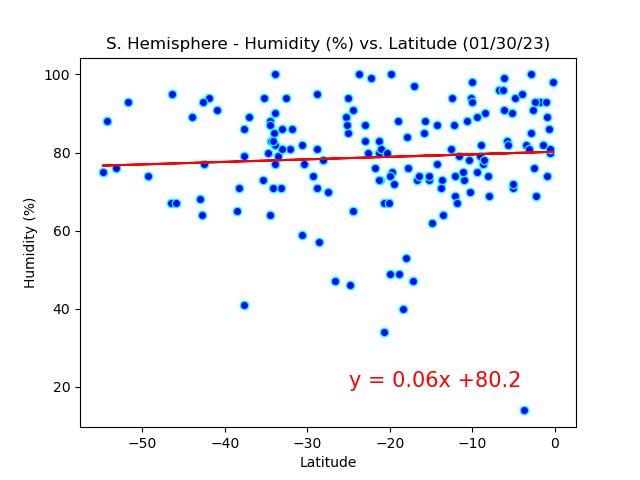 S. Hemisphere - Humidity (%) vs. Latitude (01/30/23)
100
80
60
40
20
Humidity (%)
y = 0.06x +80.2
−50 −40 −30 −20 −10 0
Latitude